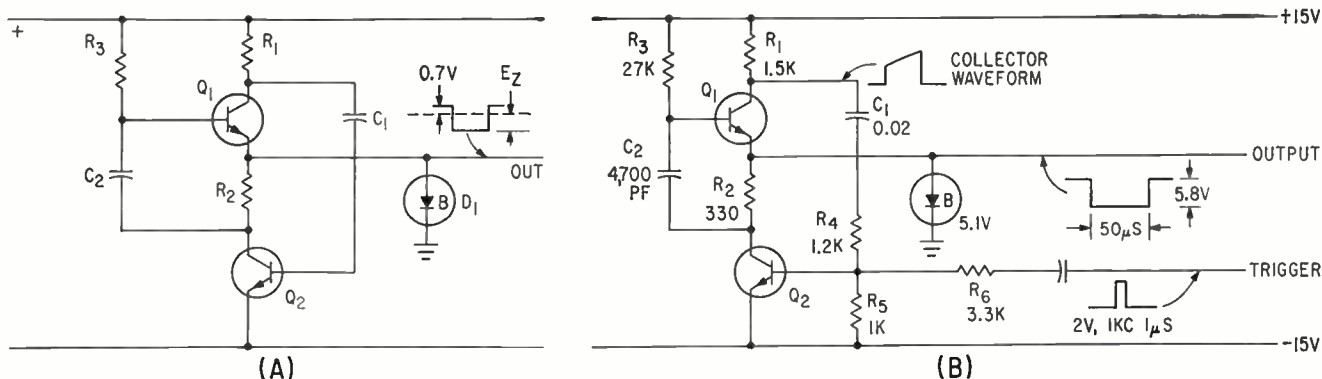 +
R3
R1
Q1
C1
0.7V
EZ
OUT
C2
R2
B
D1
Q2
(A)
+15V
R3
27K
R1
1.5K
COLLECTOR
WAVEFORM
Q1
C1
0.02
C2
4,700
PF
R2
330
OUTPUT
B
5.1V
5.8V
50µS
R4
1.2K
TRIGGER
Q2
R5
1K
R6
3.3K
2V, 1KC 1µS
-15V
(B)